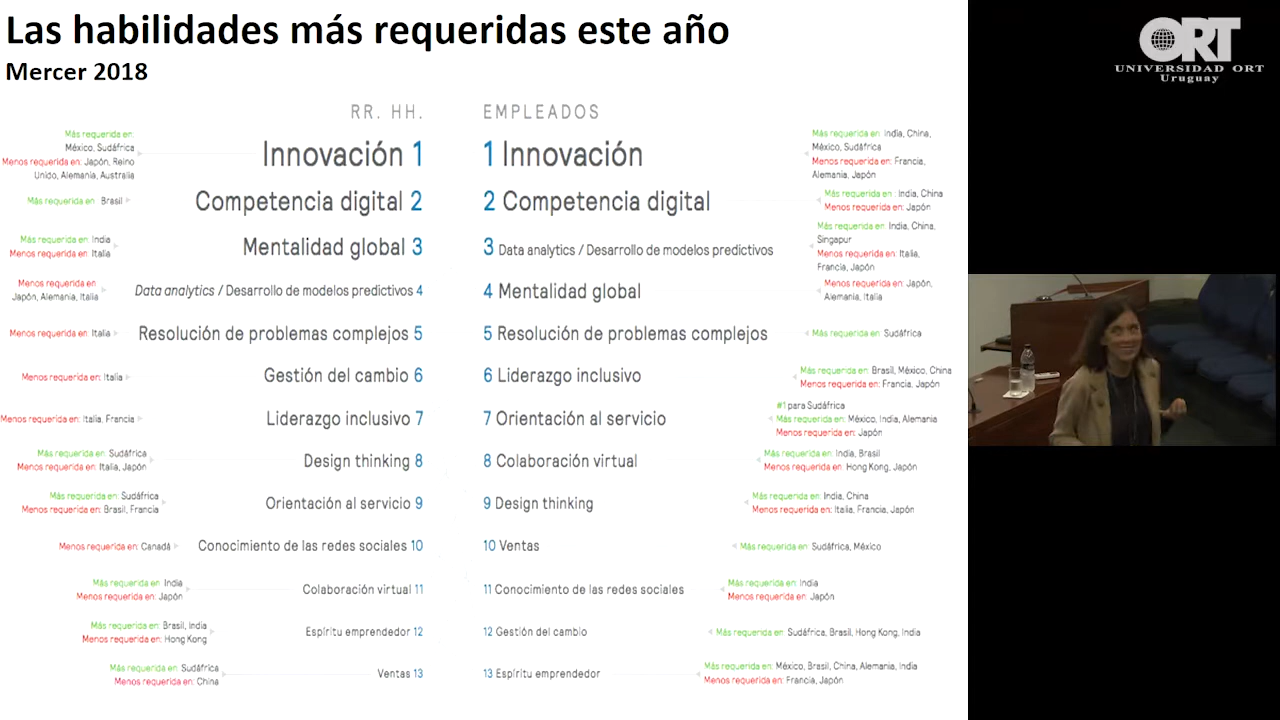 Las habilidades más requeridas este año
Mercer 2018
ORT
UNIVERSIDAD ORT
Uruguay
RR. HH.
EMPLEADOS
Más requerida en:
México, Sudáfrica
Menos requerida en: Japón, Reino
Unido, Alemania, Australia
Innovación 1
1 Innovación
Más requerida en: India, China,
México, Sudáfrica
Menos requerida en: Francia,
Alemania, Japón
Más requerida en: Brasil
Competencia digital 2
2 Competencia digital
Más requerida en : India, China
Menos requerida en: Japón
Más requerida en: India
Menos requerida en: Italia
Mentalidad global 3
3 Data analytics / Desarrollo de modelos predictivos
Más requerida en: India, China,
Singapur
Menos requerida en: Italia,
Francia, Japón
Menos requerida en
Japón, Alemania, Italia
Data analytics / Desarrollo de modelos predictivos 4
4 Mentalidad global
Menos requerida en: Japón,
Alemania, Italia
Menos requerida en: Italia
Resolución de problemas complejos 5
5 Resolución de problemas complejos
Más requerida en: Sudáfrica
Menos requerida en: Italia
Gestión del cambio 6
6 Liderazgo inclusivo
Más requerida en: Brasil, México, China
Menos requerida en: Francia, Japón
Menos requerida en: Italia, Francia
Liderazgo inclusivo 7
7 Orientación al servicio
#1 para Sudáfrica
Más requerida en: México, India, Alemania
Menos requerida en: Japón
Más requerida en: Sudáfrica
Menos requerida en: Italia, Japón
Design thinking 8
8 Colaboración virtual
Más requerida en: India, Brasil
Menos requerida en: Hong Kong, Japón
Más requerida en: Sudáfrica
Menos requerida en: Brasil, Francia
Orientación al servicio 9
9 Design thinking
Más requerida en: India, China
Menos requerida en: Italia, Francia, Japón
Menos requerida en: Canadá
Conocimiento de las redes sociales 10
10 Ventas
Más requerida en: Sudáfrica, México
Más requerida en: India
Menos requerida en: Japón
Colaboración virtual 11
11 Conocimiento de las redes sociales
Más requerida en: India
Menos requerida en: Japón
Más requerida en: Brasil, India
Menos requerida en: Hong Kong
Espíritu emprendedor 12
12 Gestión del cambio
Más requerida en: Sudáfrica, Brasil, Hong Kong, India
Más requerida en: Sudáfrica
Menos requerida en: China
Ventas 13
13 Espíritu emprendedor
Más requerida en: México, Brasil, China, Alemania, India
Menos requerida en: Francia, Japón